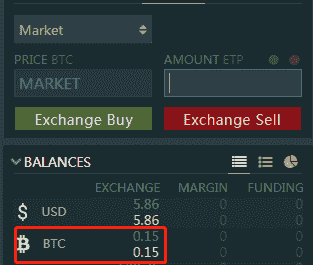 Market
PRICE BTC AMOUNT ETP
MARKET
Exchange Buy Exchange Sell
BALANCES
EXCHANGE MARGIN FUNDING
5.86 0 0
$ USD 5.86 0 0
0.15 0 0
BTC 0.15 0 0